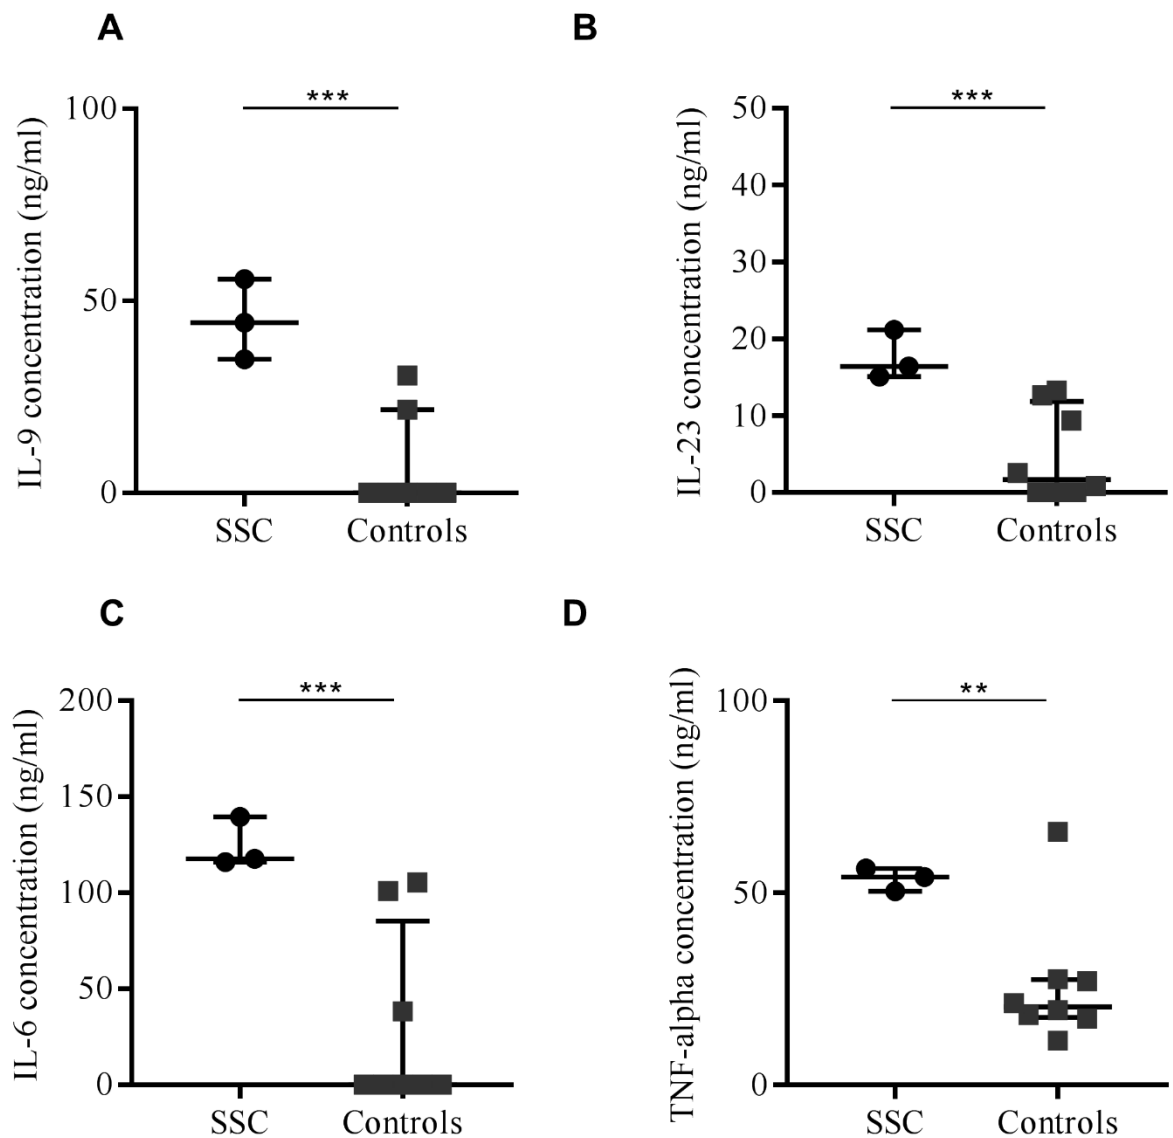 A
IL-9 concentration (ng/ml)
100
50
0
***
SSC
Controls
B
IL-23 concentration (ng/ml)
50
40
30
20
10
0
***
SSC
Controls
C
IL-6 concentration (ng/ml)
200
150
100
50
0
***
SSC
Controls
D
TNF-alpha concentration (ng/ml)
100
50
0
**
SSC
Controls